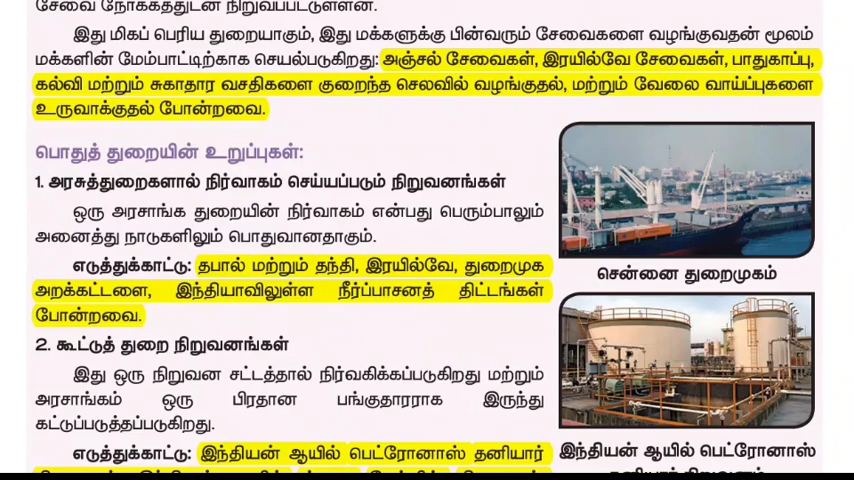 சேவை நோக்கத்துடன் நிறுவப்பட்டுள்ளன.
இது மிகப் பெரிய துறையாகும், இது மக்களுக்கு பின்வரும் சேவைகளை வழங்குவதன் மூலம்
மக்களின் மேம்பாட்டிற்காக செயல்படுகிறது: அஞ்சல் சேவைகள், இரயில்வே சேவைகள், பாதுகாப்பு,
கல்வி மற்றும் சுகாதார வசதிகளை குறைந்த செலவில் வழங்குதல், மற்றும் வேலை வாய்ப்புகளை
உருவாக்குதல் போன்றவை.
பொதுத் துறையின் உறுப்புகள்:
1. அரசுத்துறைகளால் நிர்வாகம் செய்யப்படும் நிறுவனங்கள்
ஒரு அரசாங்க துறையின் நிர்வாகம் என்பது பெரும்பாலும்
அனைத்து நாடுகளிலும் பொதுவானதாகும்.
எடுத்துக்காட்டு: தபால் மற்றும் தந்தி, இரயில்வே, துறைமுக
அறக்கட்டளை, இந்தியாவிலுள்ள நீர்ப்பாசனத் திட்டங்கள்
போன்றவை.
2. கூட்டுத் துறை நிறுவனங்கள்
இது ஒரு நிறுவன சட்டத்தால் நிர்வகிக்கப்படுகிறது மற்றும்
அரசாங்கம் ஒரு பிரதான பங்குதாரராக இருந்து
கட்டுப்படுத்தப்படுகிறது.
எடுத்துக்காட்டு: இந்தியன் ஆயில் பெட்ரோனாஸ் தனியார்
சென்னை துறைமுகம்
இந்தியன் ஆயில் பெட்ரோனாஸ்
தனியார் நிறுவனம்